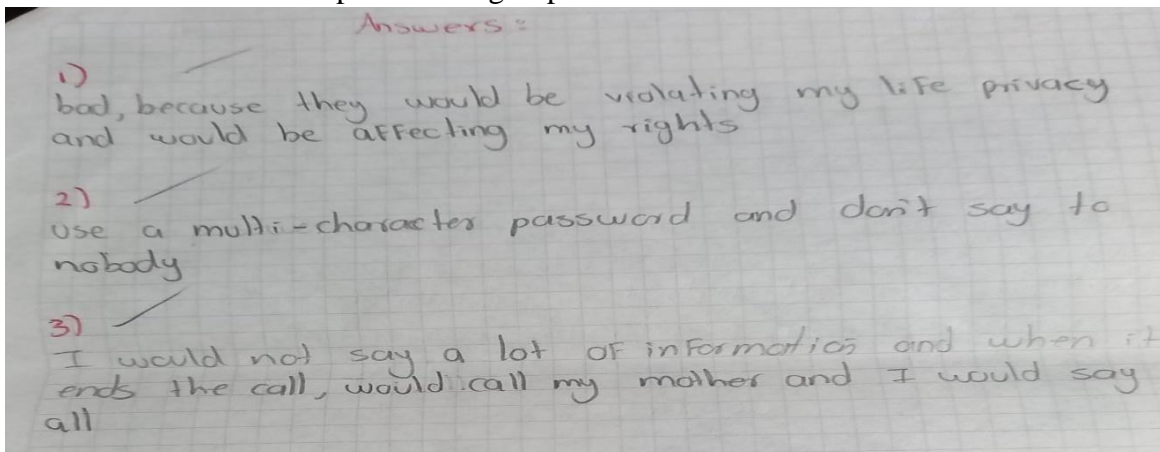 Answers:
1)
bad, because they would be violating my life privacy
and would be affecting my rights
2)
Use a multi-character password and don't say to
nobody
3)
I would not say a lot of information and when it
ends the call, would call my mother and I would say
all